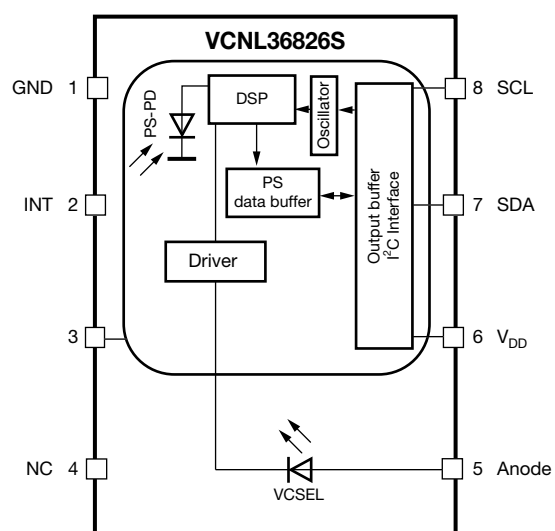 VCNL36826S
GND 1
8 SCL
PS-PD
DSP
Oscillator
INT 2
PS
data buffer
Output buffer
I²C Interface
7 SDA
Driver
3
6 V_DD
NC 4
VCSEL
5 Anode